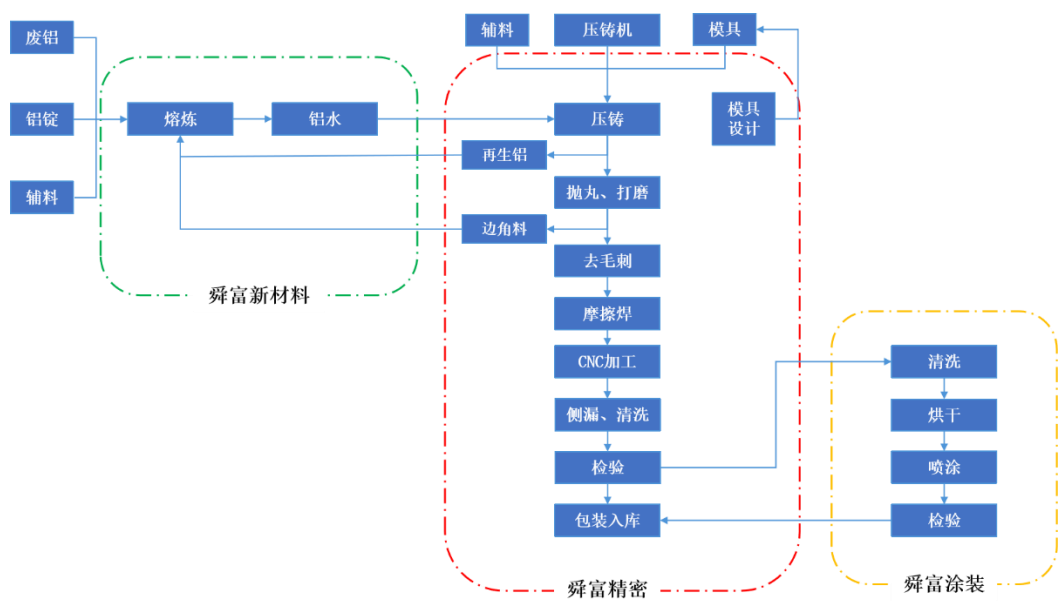 辅料
压铸机
模具
废铝
铝锭
辅料
熔炼
铝水
压铸
模具
设计
再生铝
抛丸、打磨
边角料
去毛刺
舜富新材料
摩擦焊
CNC加工
清洗
侧漏、清洗
烘干
检验
喷涂
包装入库
检验
舜富精密
舜富涂装